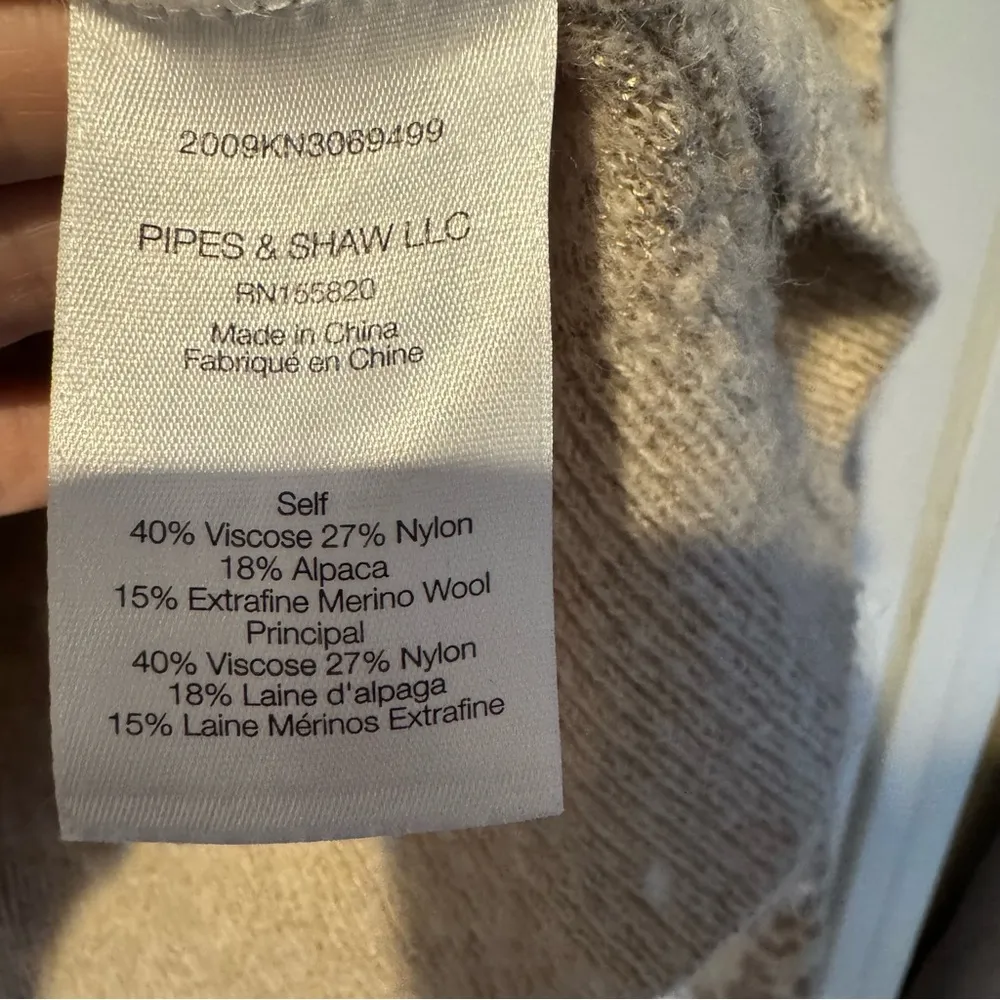 2009KN3069499
PIPES & SHAW LLC
RN155820
Made in China
Fabriqué en Chine
Self
40% Viscose 27% Nylon
18% Alpaca
15% Extrafine Merino Wool
Principal
40% Viscose 27% Nylon
18% Laine d'alpaga
15% Laine Mérinos Extrafine